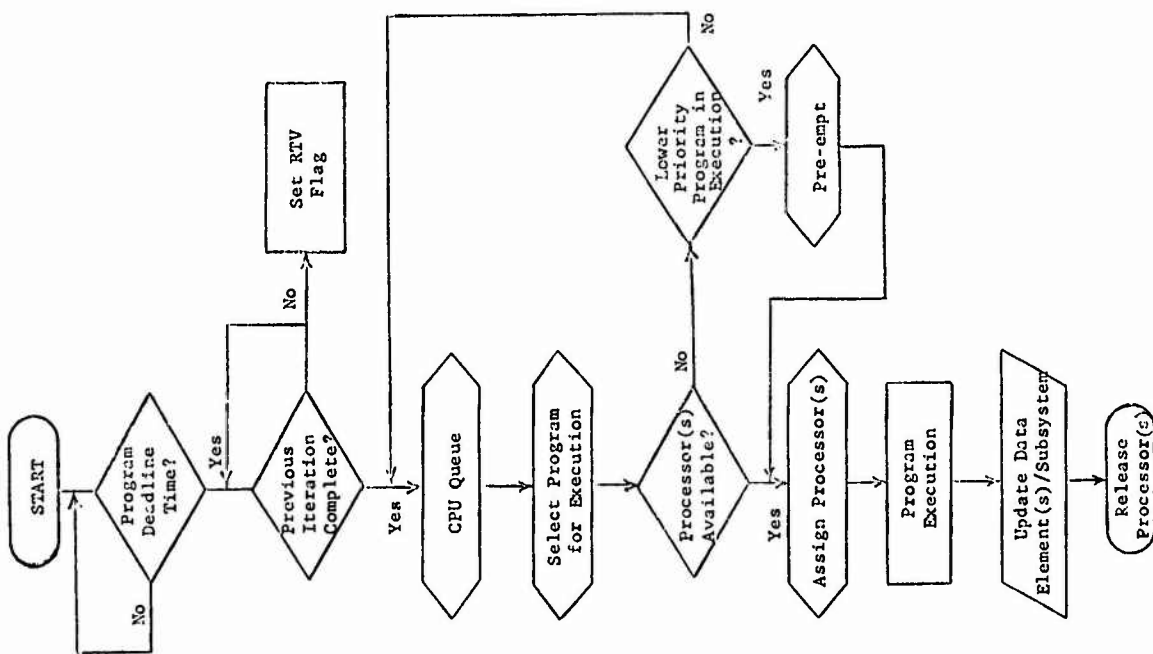 START
Program
Deadline
Time?
No
Yes
Previous
Iteration
Complete?
No
Set RTV
Flag
Yes
CPU Queue
Select Program
for Execution
Processor(s)
Available?
No
Lower
Priority
Program in
Execution
?
No
Yes
Pre-empt
Yes
Assign Processor(s)
Program
Execution
Update Data
Element(s)/Subsystem
Release
Processor(s)